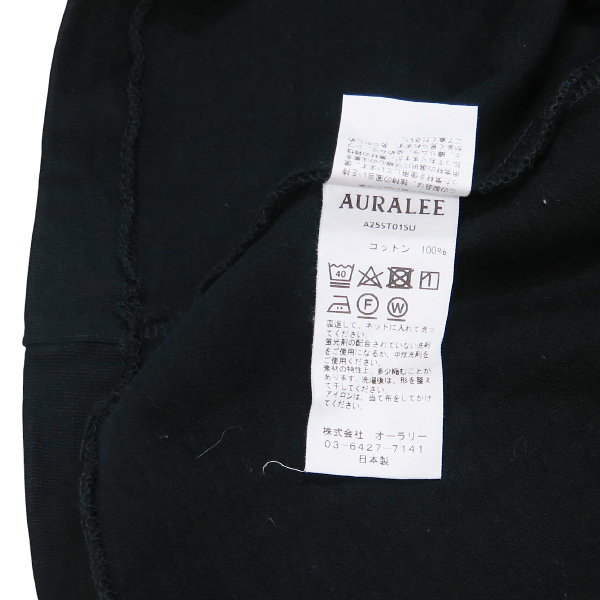 AURALEE
A25ST01SU
コットン 100%
40
F
W
裏返して、ネットに入れて洗っ
てください。
蛍光剤の配合されていない洗剤
をご使用になるか、中性洗剤を
ご使用ください。
素材の特性上、多少縮むことが
あります。洗濯後は、形を整え
て干してください。
アイロンは、当て布をしてかけ
てください。
株式会社 オーラリー
03-6427-7141
日本製